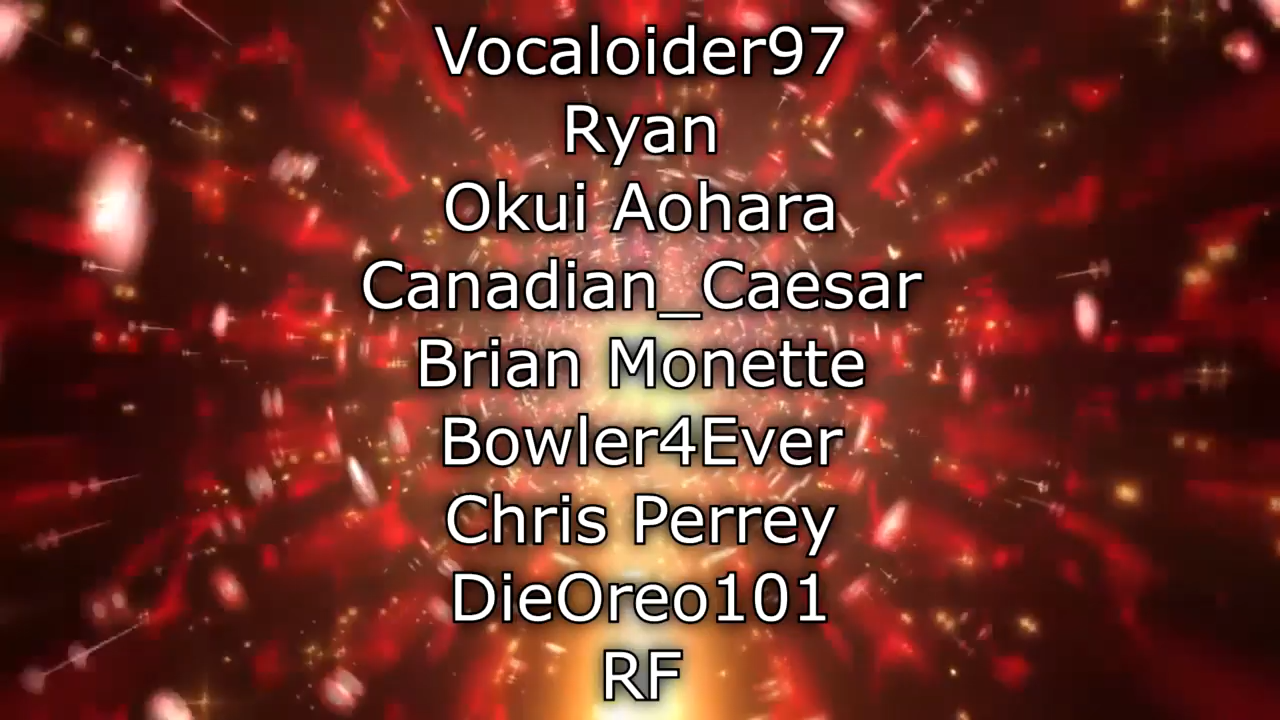 Vocaloider97
Ryan
Okui Aohara
Canadian_Caesar
Brian Monette
Bowler4Ever
Chris Perrey
DieOreo101
RF